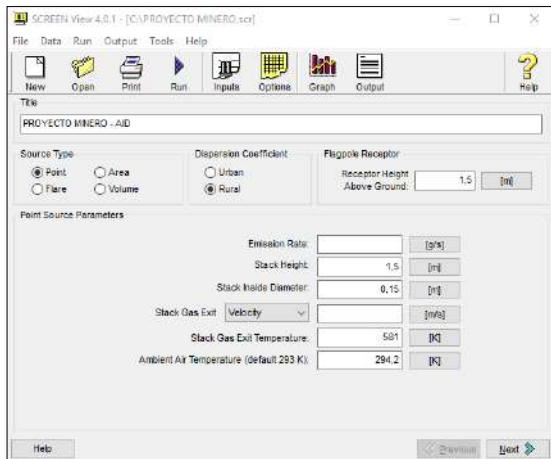 SCREEN View 4.0.1 - [C:\PROYECTO MINERO.scr]
File Data Run Output Tools Help
New Open Print Run Inputs Options Graph Output Help
Title
PROYECTO MINERO - AID
Source Type Dispersion Coefficient Flagpole Receptor
Point Area Urban Receptor Height
Above Ground: 1,5 [m]
Flare Volume Rural
Point Source Parameters
Emission Rate: [g/s]
Stack Height: 1,5 [m]
Stack Inside Diameter: 0,15 [m]
Stack Gas Exit Velocity [m/s]
Stack Gas Exit Temperature: 581 [K]
Ambient Air Temperature (default 293 K): 294,2 [K]
Help Previous Next